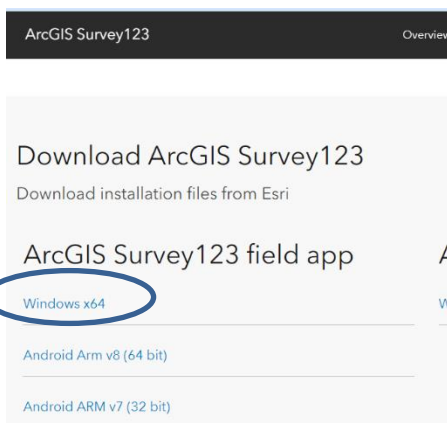 ArcGIS Survey123 Overview
Download ArcGIS Survey123
Download installation files from Esri
ArcGIS Survey123 field app
Windows x64
Android Arm v8 (64 bit)
Android ARM v7 (32 bit)